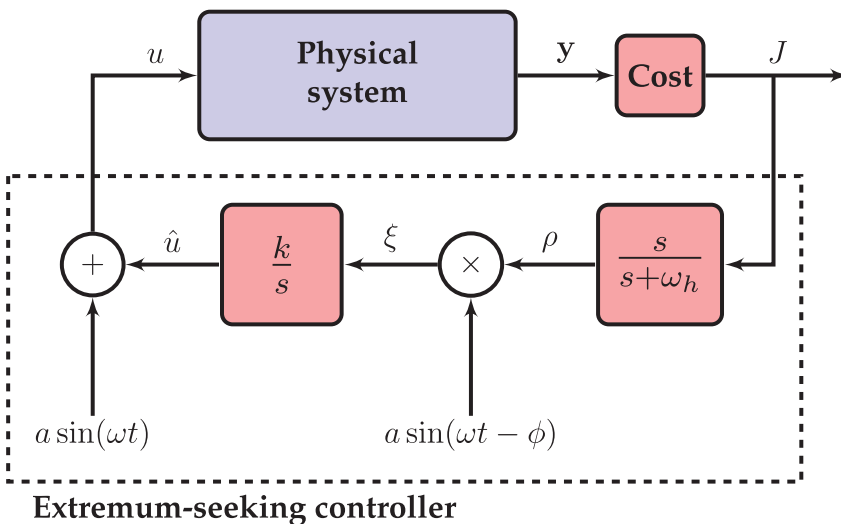 Physical
system
u
y
Cost
J
+
û
k
s
ξ
×
ρ
s
s+ω_h
a sin(ωt)
a sin(ωt − φ)
Extremum-seeking controller